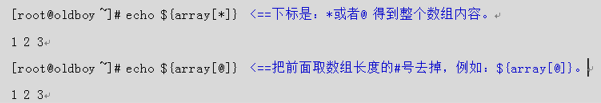 [root@oldboy ~]# echo ${array[*]} <==下标是：*或者@ 得到整个数组内容。
1 2 3
[root@oldboy ~]# echo ${array[@]} <==把前面取数组长度的#号去掉，例如：${array[@]}。
1 2 3